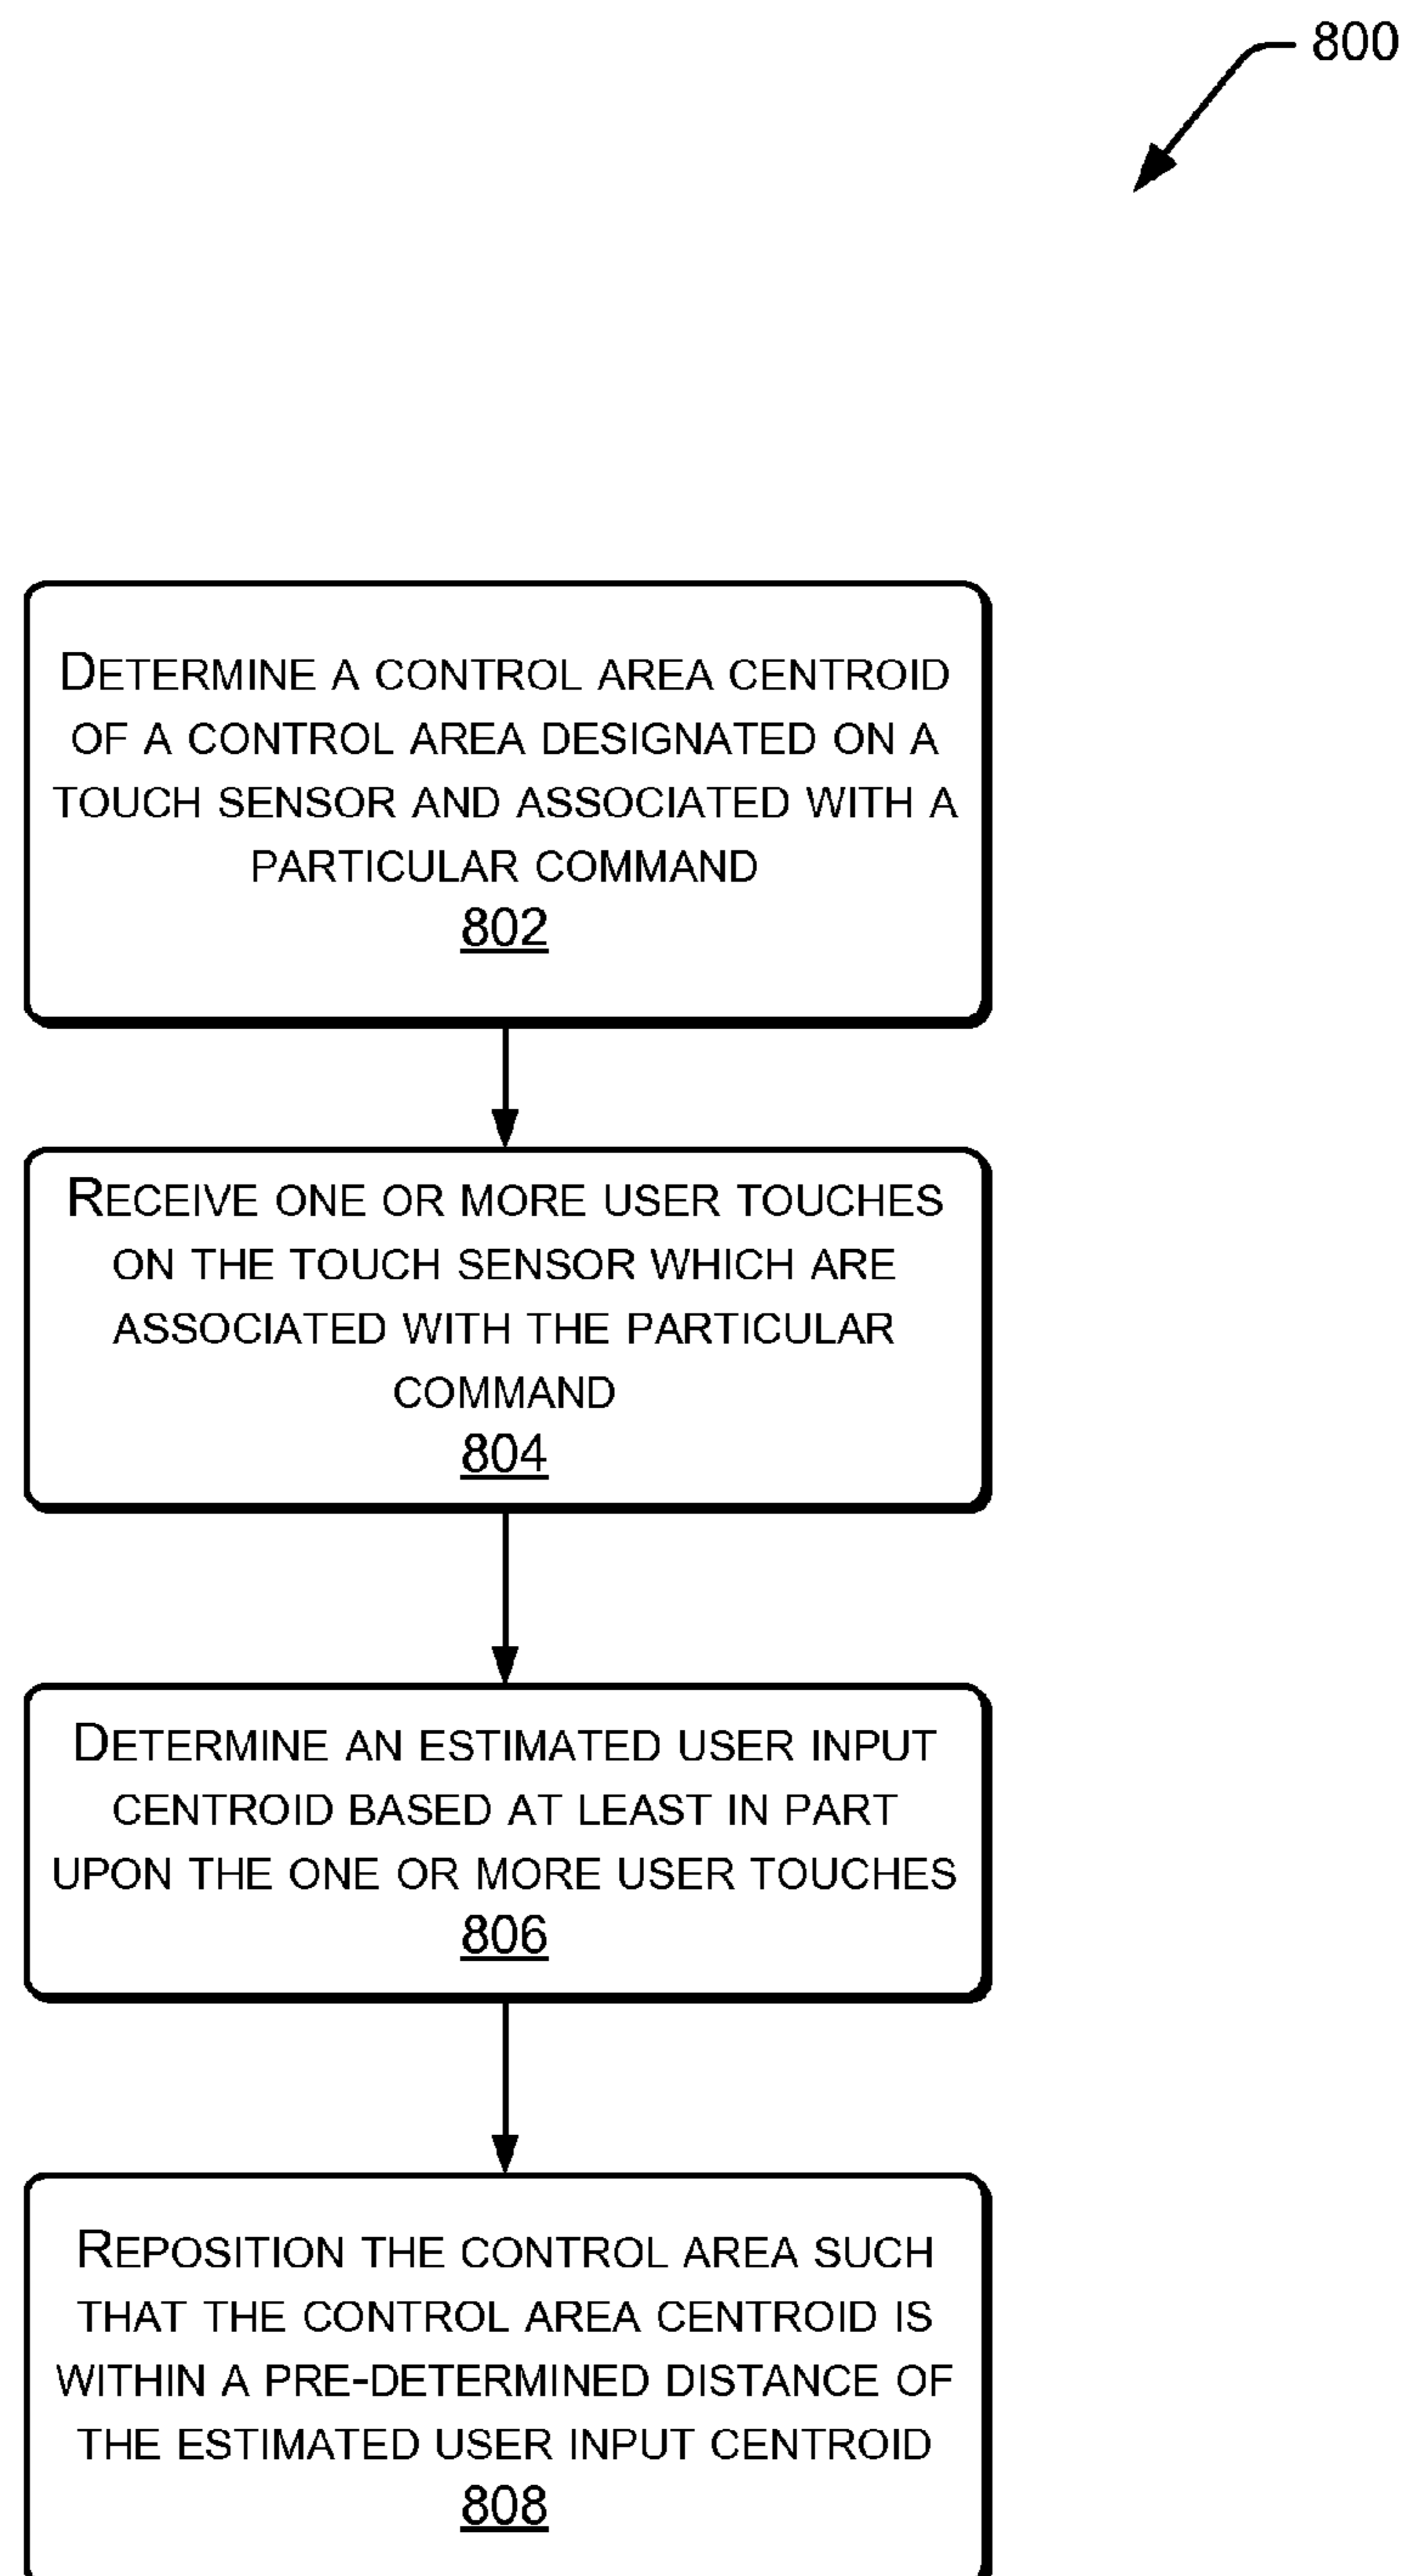 800
DETERMINE A CONTROL AREA CENTROID
OF A CONTROL AREA DESIGNATED ON A
TOUCH SENSOR AND ASSOCIATED WITH A
PARTICULAR COMMAND
802
RECEIVE ONE OR MORE USER TOUCHES
ON THE TOUCH SENSOR WHICH ARE
ASSOCIATED WITH THE PARTICULAR
COMMAND
804
DETERMINE AN ESTIMATED USER INPUT
CENTROID BASED AT LEAST IN PART
UPON THE ONE OR MORE USER TOUCHES
806
REPOSITION THE CONTROL AREA SUCH
THAT THE CONTROL AREA CENTROID IS
WITHIN A PRE-DETERMINED DISTANCE OF
THE ESTIMATED USER INPUT CENTROID
808